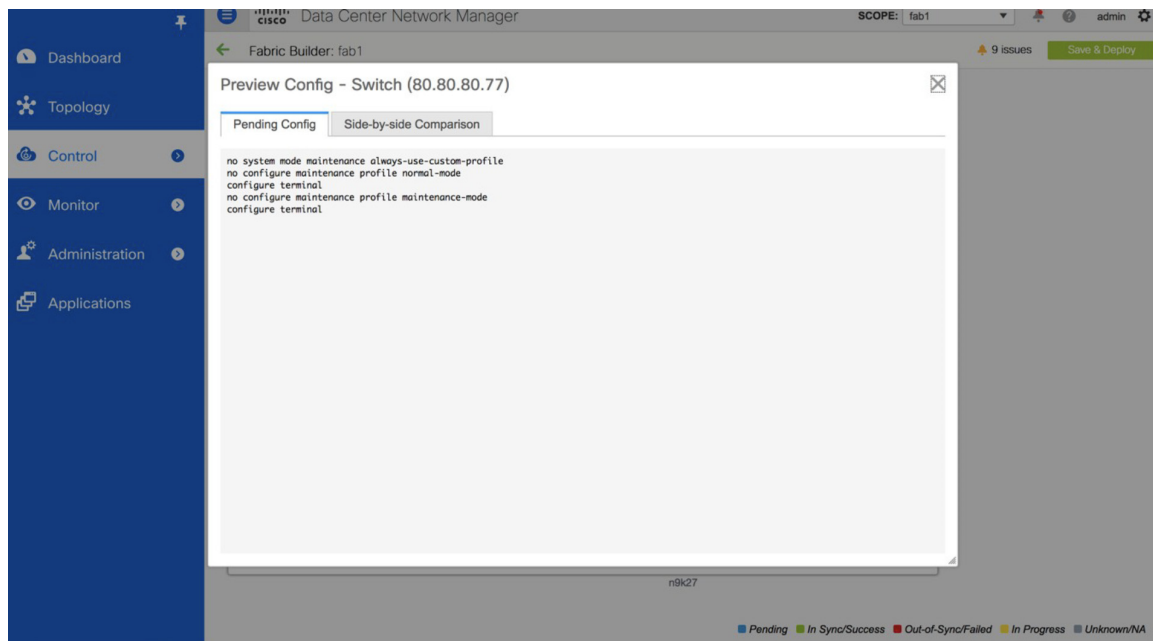 CISCO Data Center Network Manager
SCOPE: fab1
admin
Fabric Builder: fab1
9 issues
Save & Deploy
Dashboard
Topology
Control
Monitor
Administration
Applications
Preview Config - Switch (80.80.80.77)
Pending Config
Side-by-side Comparison
no system mode maintenance always-use-custom-profile
no configure maintenance profile normal-mode
configure terminal
no configure maintenance profile maintenance-mode
configure terminal
n9k27
Pending In Sync/Success Out-of-Sync/Failed In Progress Unknown/NA